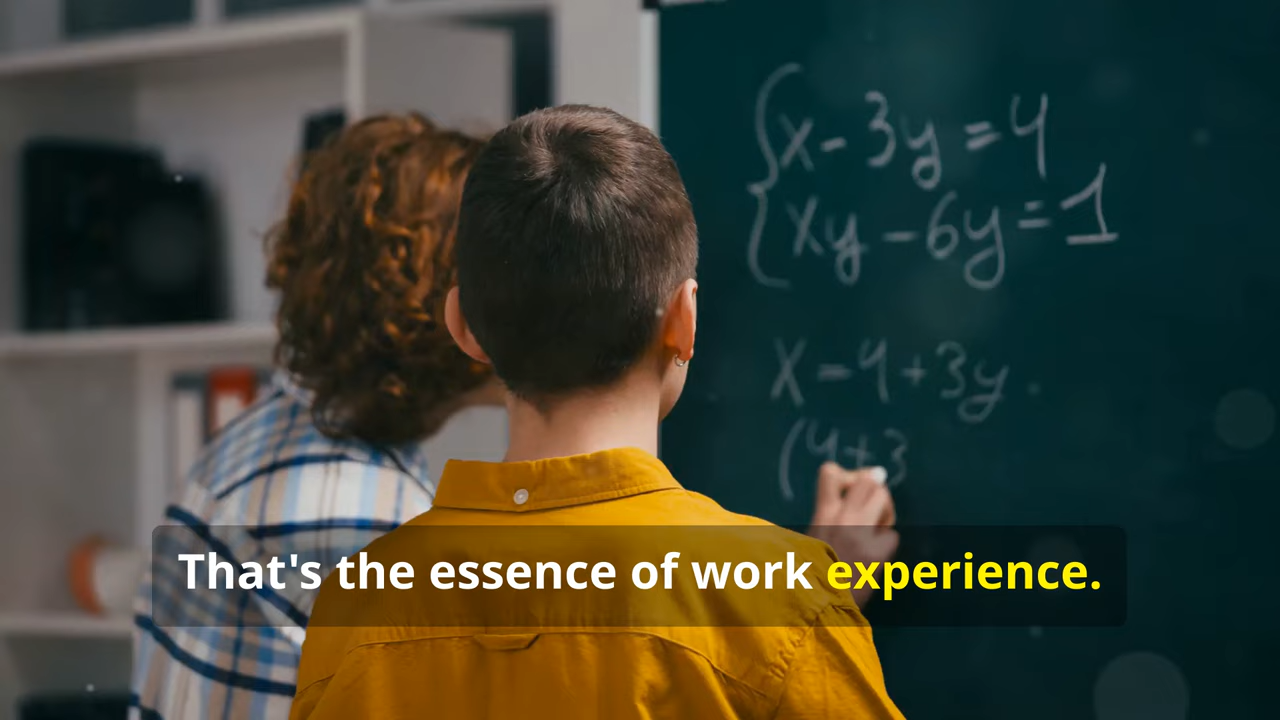 x - 3y = 4
xy - 6y = 1
x = 4 + 3y
(4 + 3
That's the essence of work experience.